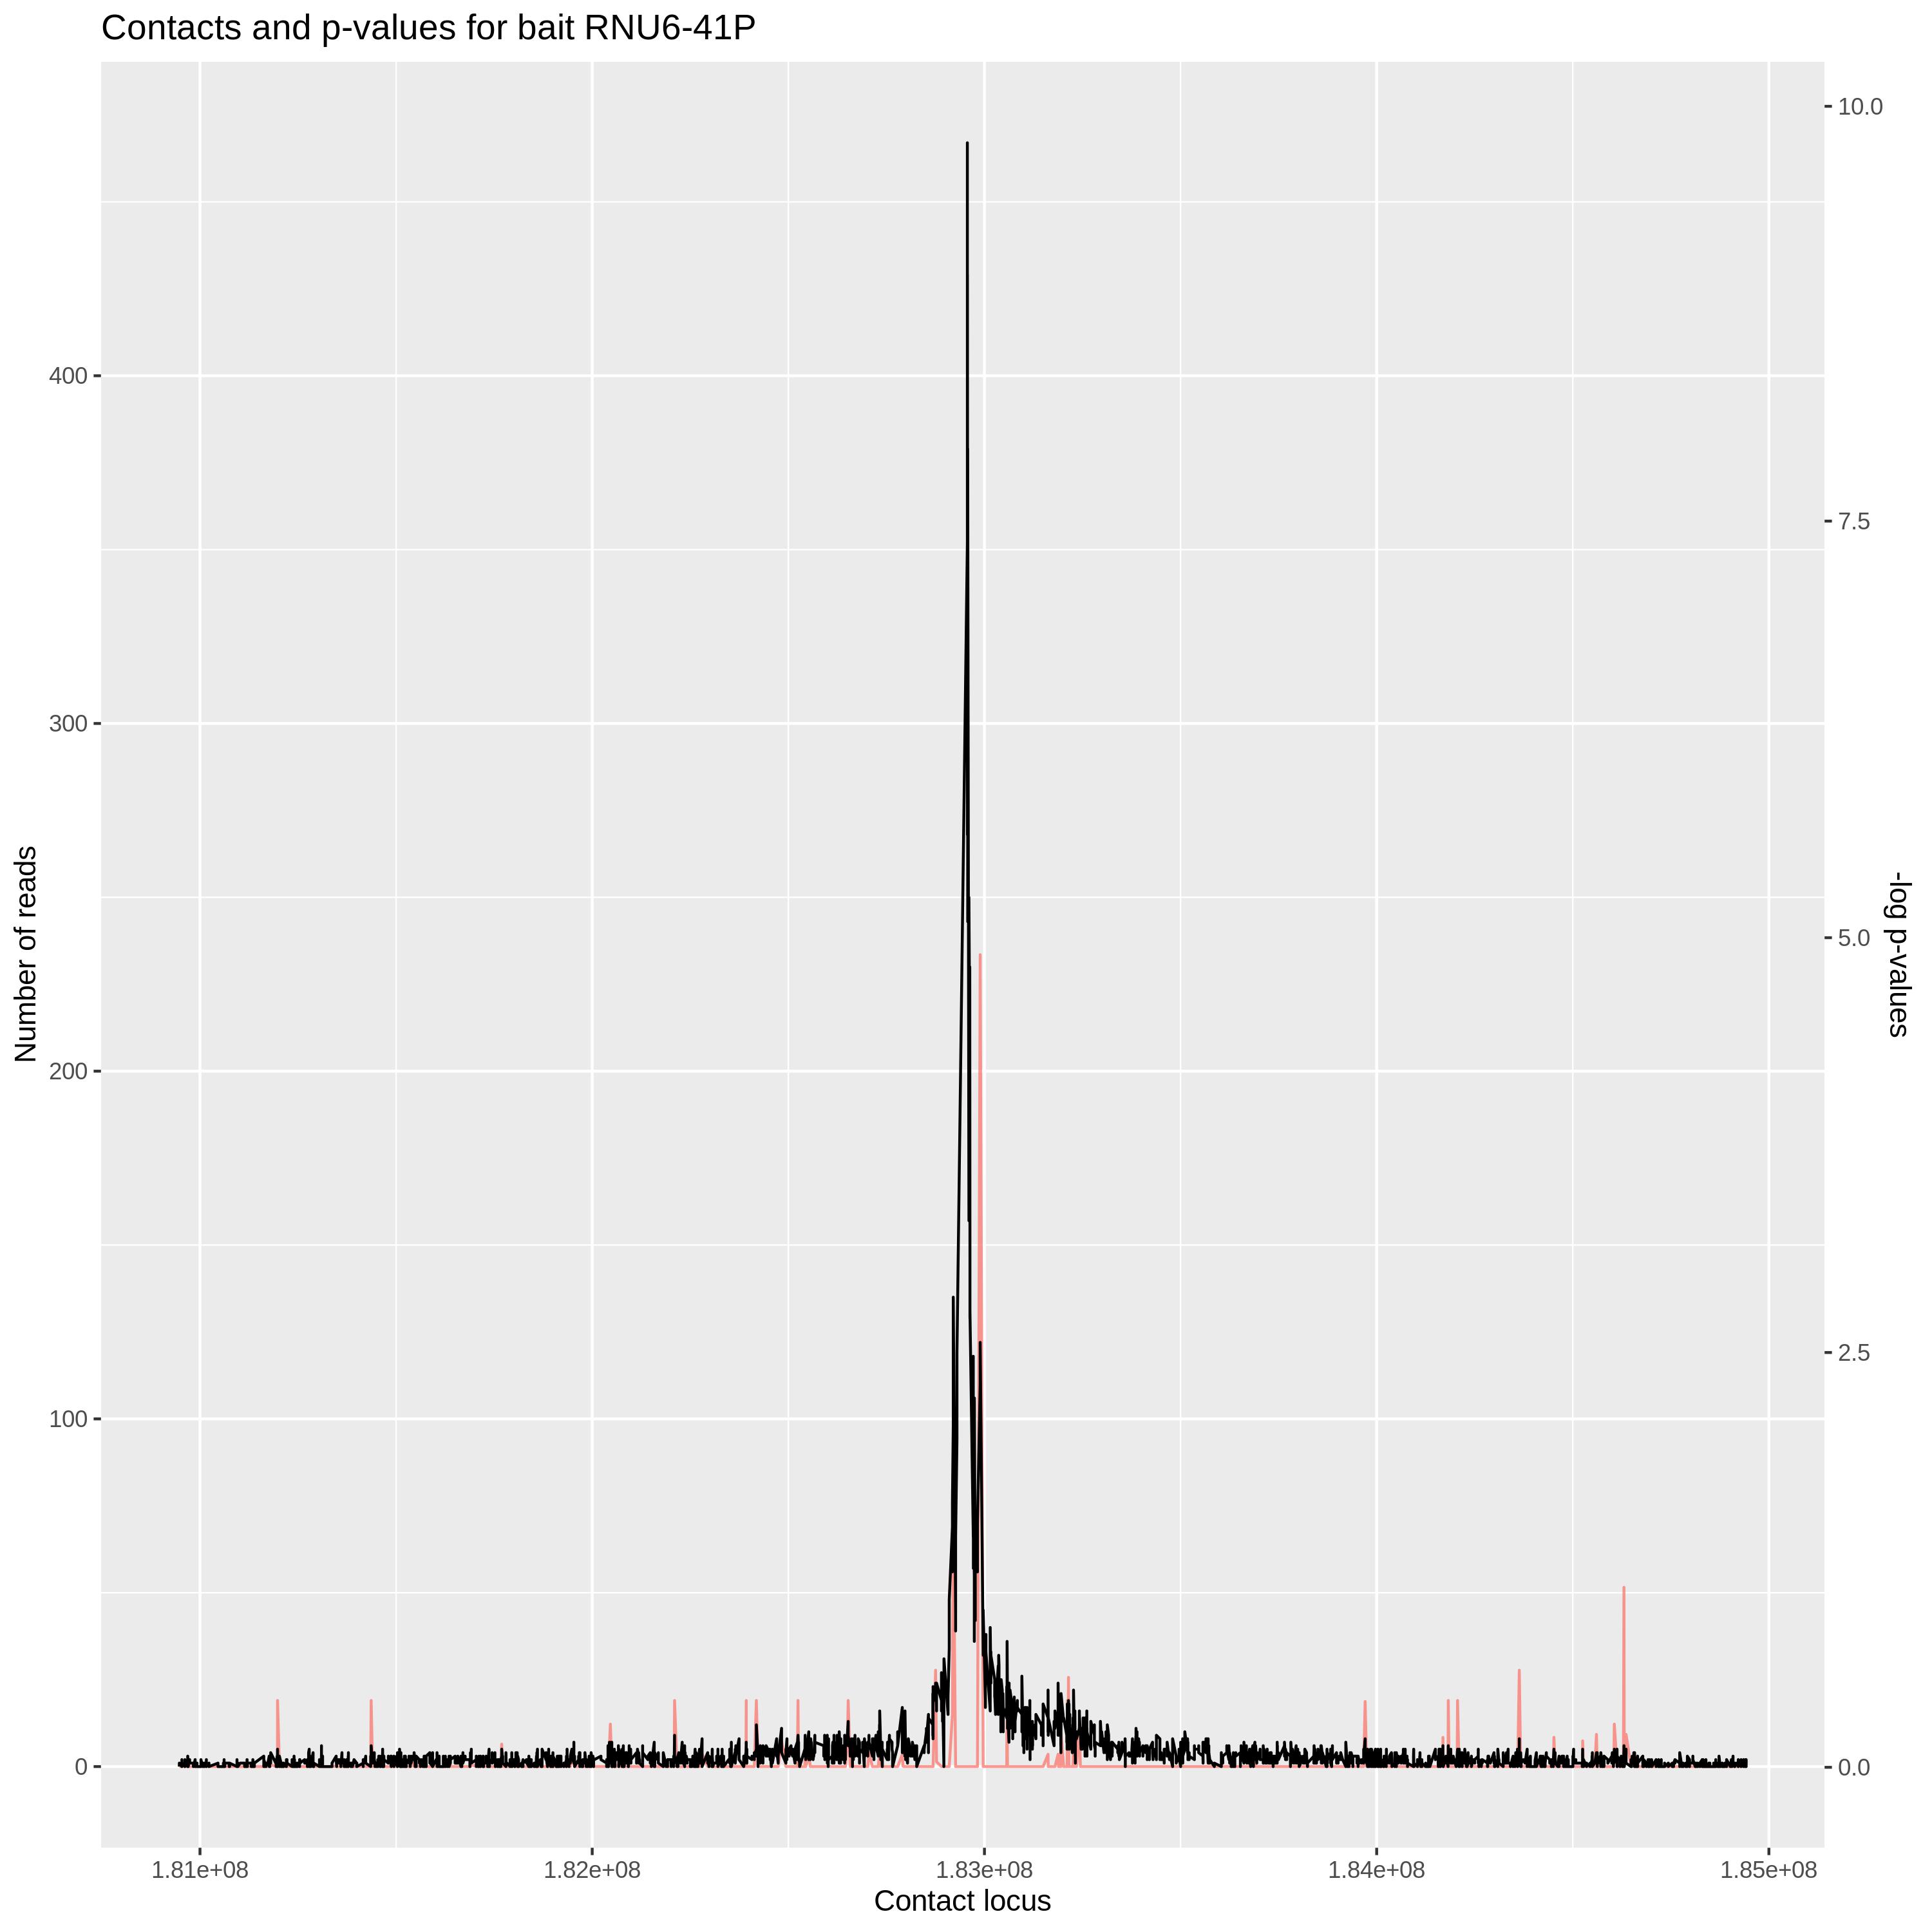 Contacts and p-values for bait RNU6-41P
Number of reads
400
300
200
100
0
10.0
7.5
5.0
2.5
0.0
-log p-values
1.81e+08
1.82e+08
1.83e+08
1.84e+08
1.85e+08
Contact locus